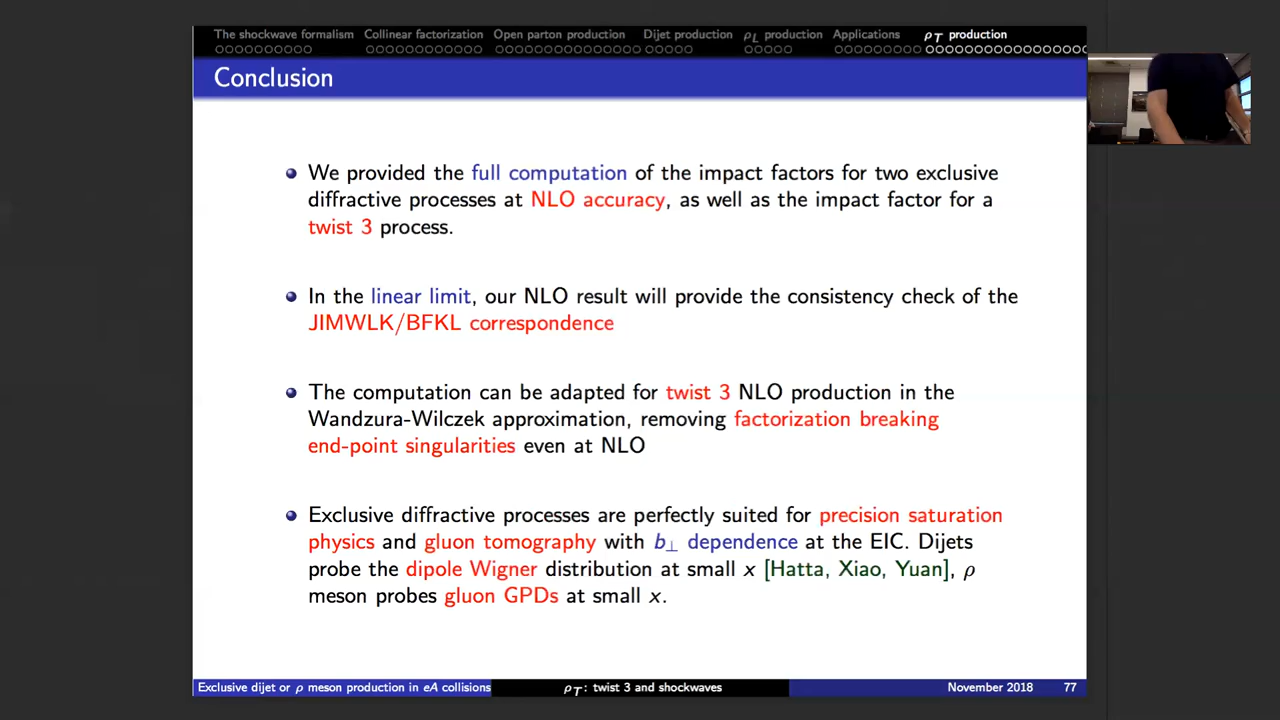 The shockwave formalism Collinear factorization Open parton production Dijet production ρL production Applications ρT production
Conclusion
We provided the full computation of the impact factors for two exclusive
diffractive processes at NLO accuracy, as well as the impact factor for a
twist 3 process.
In the linear limit, our NLO result will provide the consistency check of the
JIMWLK/BFKL correspondence
The computation can be adapted for twist 3 NLO production in the
Wandzura-Wilczek approximation, removing factorization breaking
end-point singularities even at NLO
Exclusive diffractive processes are perfectly suited for precision saturation
physics and gluon tomography with b⊥ dependence at the EIC. Dijets
probe the dipole Wigner distribution at small x [Hatta, Xiao, Yuan], ρ
meson probes gluon GPDs at small x.
Exclusive dijet or ρ meson production in eA collisions ρT: twist 3 and shockwaves November 2018 77